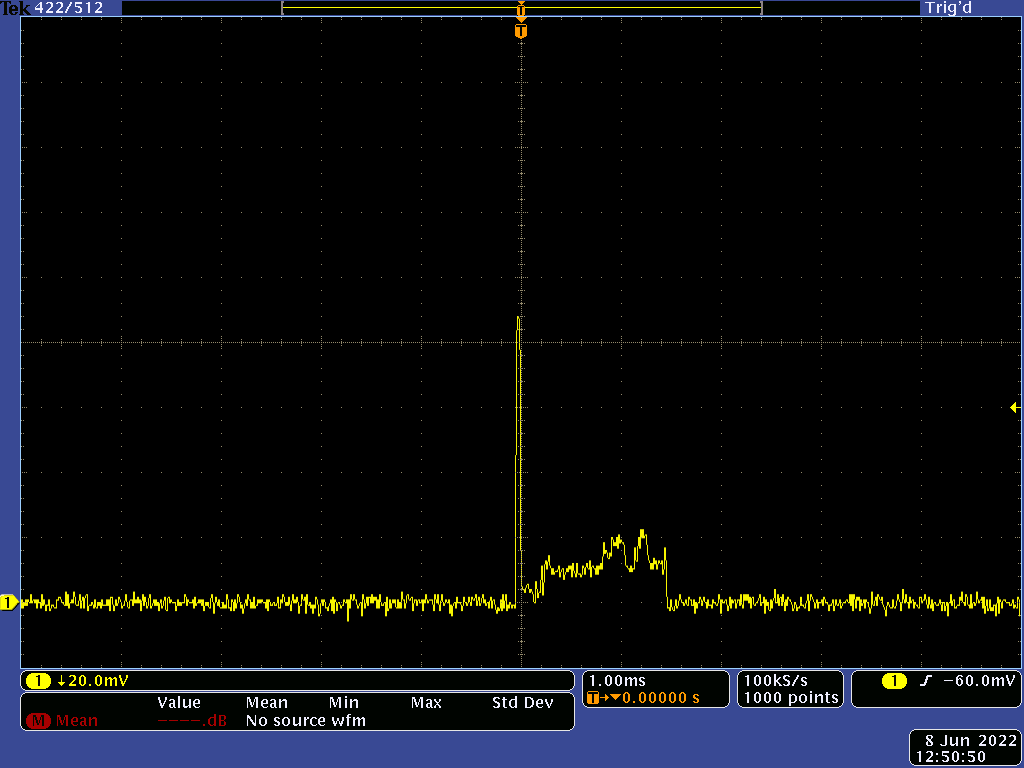 Tek 422/512 Trig'd
T
T
1
1 ↓20.0mV 1.00ms 100kS/s 1 ƒ −60.0mV
T→▼0.00000 s 1000 points
Value Mean Min Max Std Dev
M Mean −−−−.dB No source wfm
8 Jun 2022
12:50:50